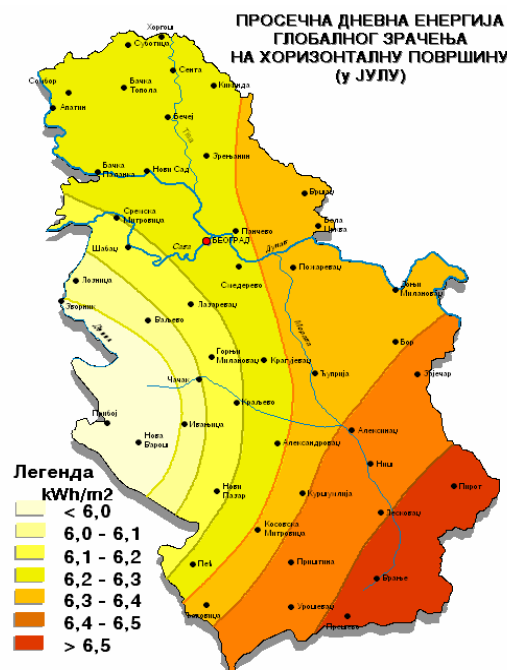 ПРОСЕЧНА ДНЕВНА ЕНЕРГИЈА
ГЛОБАЛНОГ ЗРАЧЕЊА
НА ХОРИЗОНТАЛНУ ПОВРШИНУ
(у ЈУЛУ)
Хоргош
Суботица
Сента
Сомбор
Бачка
Топола
Кикинда
Апатин
Бечеј
Тиса
Зрењанин
Бачка
Паланка
Нови Сад
Вршац
Сремска
Митровица
Бела
Црква
Панчево
Шабац
Сава
БЕОГРАД
Дунав
Лозница
Смедерево
Пожаревац
Доњи
Милановац
Зворник
Лазаревац
Ваљево
Дрина
Морава
Бор
Горњи
Милановац
Крагујевац
Ћуприја
Зајечар
Чачак
Краљево
Прибој
Нова
Варош
Ивањица
Александровац
Алексинац
Ниш
Нови
Пазар
Куршумлија
Пирот
Лесковац
Косовска
Митровица
Пећ
Приштина
Врање
Ђаковица
Урошевац
Прешево
Легенда
kWh/m2
< 6,0
6,0 - 6,1
6,1 - 6,2
6,2 - 6,3
6,3 - 6,4
6,4 - 6,5
> 6,5